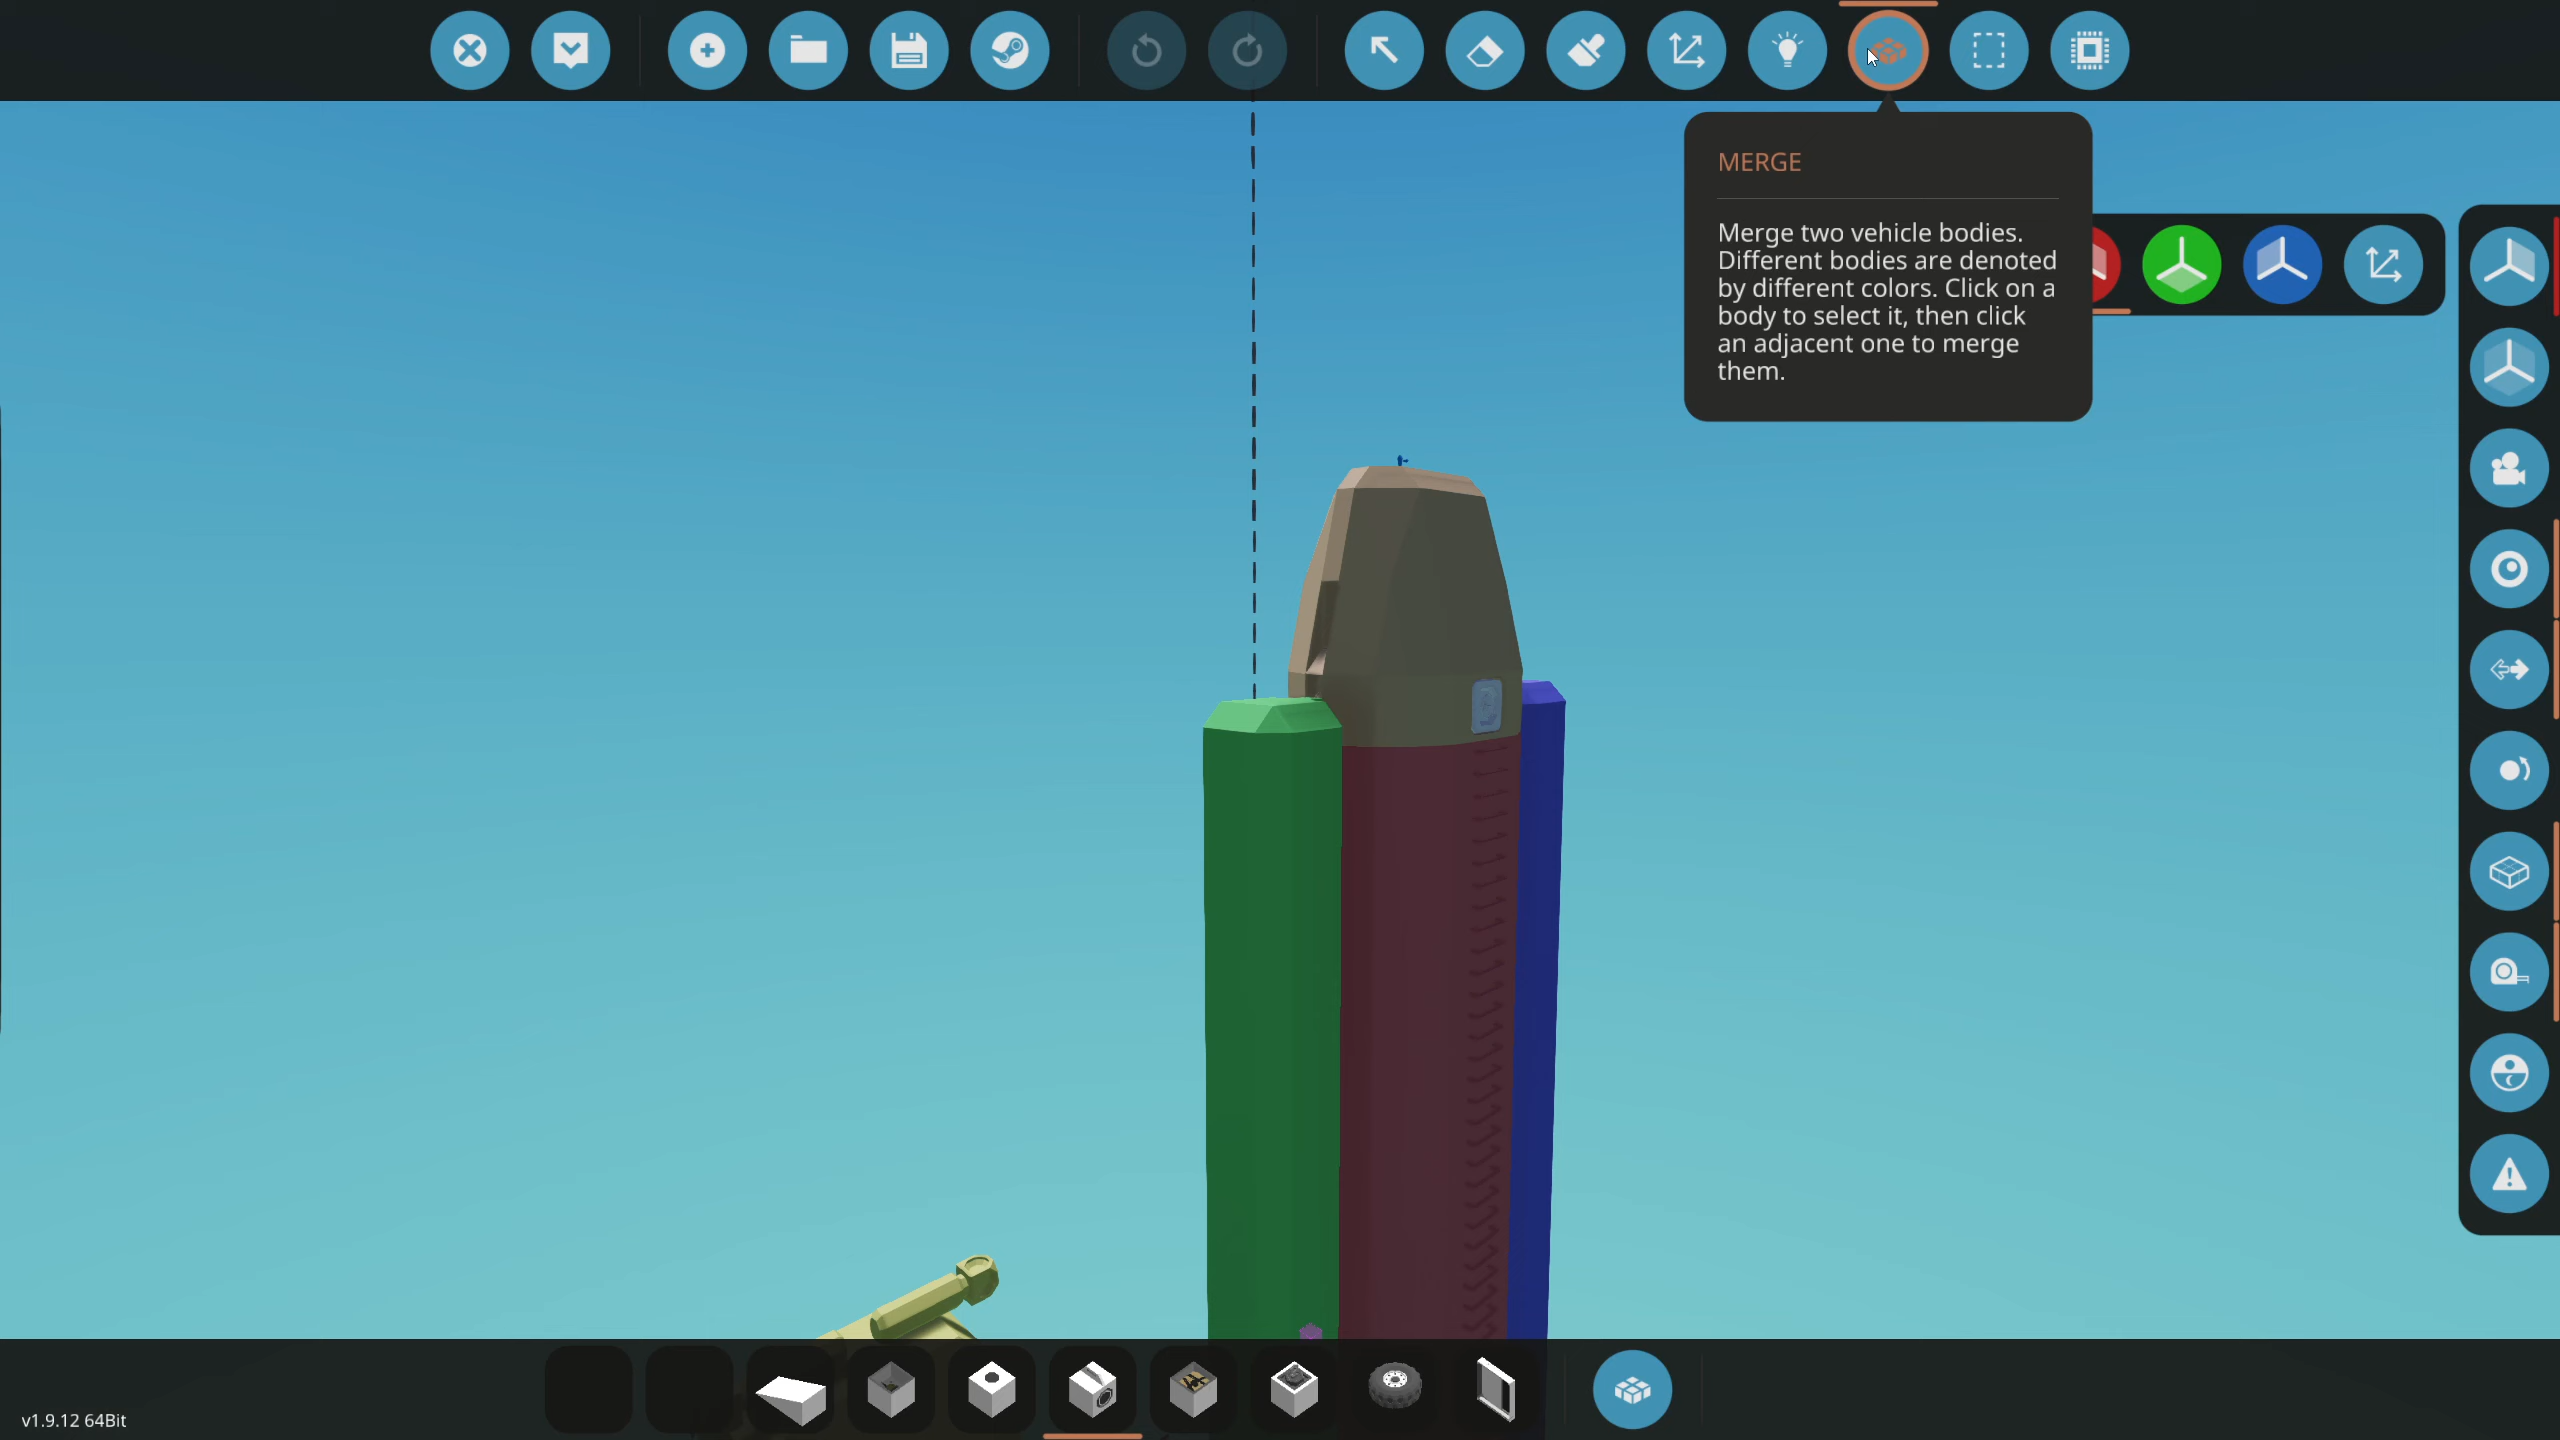 MERGE
Merge two vehicle bodies.
Different bodies are denoted
by different colors. Click on a
body to select it, then click
an adjacent one to merge
them.
v1.9.12 64Bit